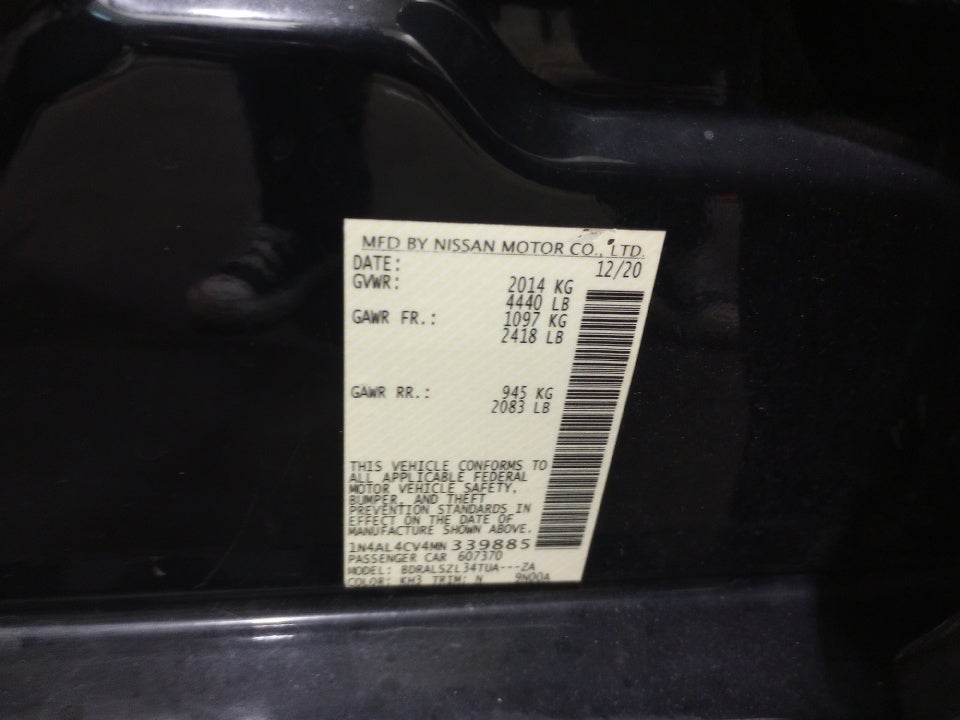 MFD BY NISSAN MOTOR CO., LTD.
DATE: 12/20
GVWR: 2014 KG
4440 LB
GAWR FR.: 1097 KG
2418 LB
GAWR RR.: 945 KG
2083 LB
THIS VEHICLE CONFORMS TO
ALL APPLICABLE FEDERAL
MOTOR VEHICLE SAFETY,
BUMPER, AND THEFT
PREVENTION STANDARDS IN
EFFECT ON THE DATE OF
MANUFACTURE SHOWN ABOVE.
1N4AL4CV4MN 339885
PASSENGER CAR 607370
MODEL: BDRALSZL34TUA---ZA
COLOR: KH3 TRIM: N 9N00A